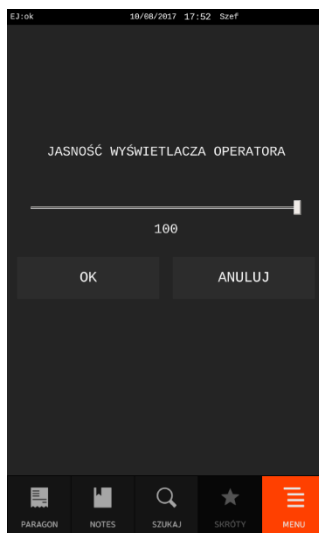 EJ:ok 10/08/2017 17:52 Szef
JASNOŚĆ WYŚWIETLACZA OPERATORA
100
OK ANULUJ
PARAGON NOTES SZUKAJ SKRÓTY MENU